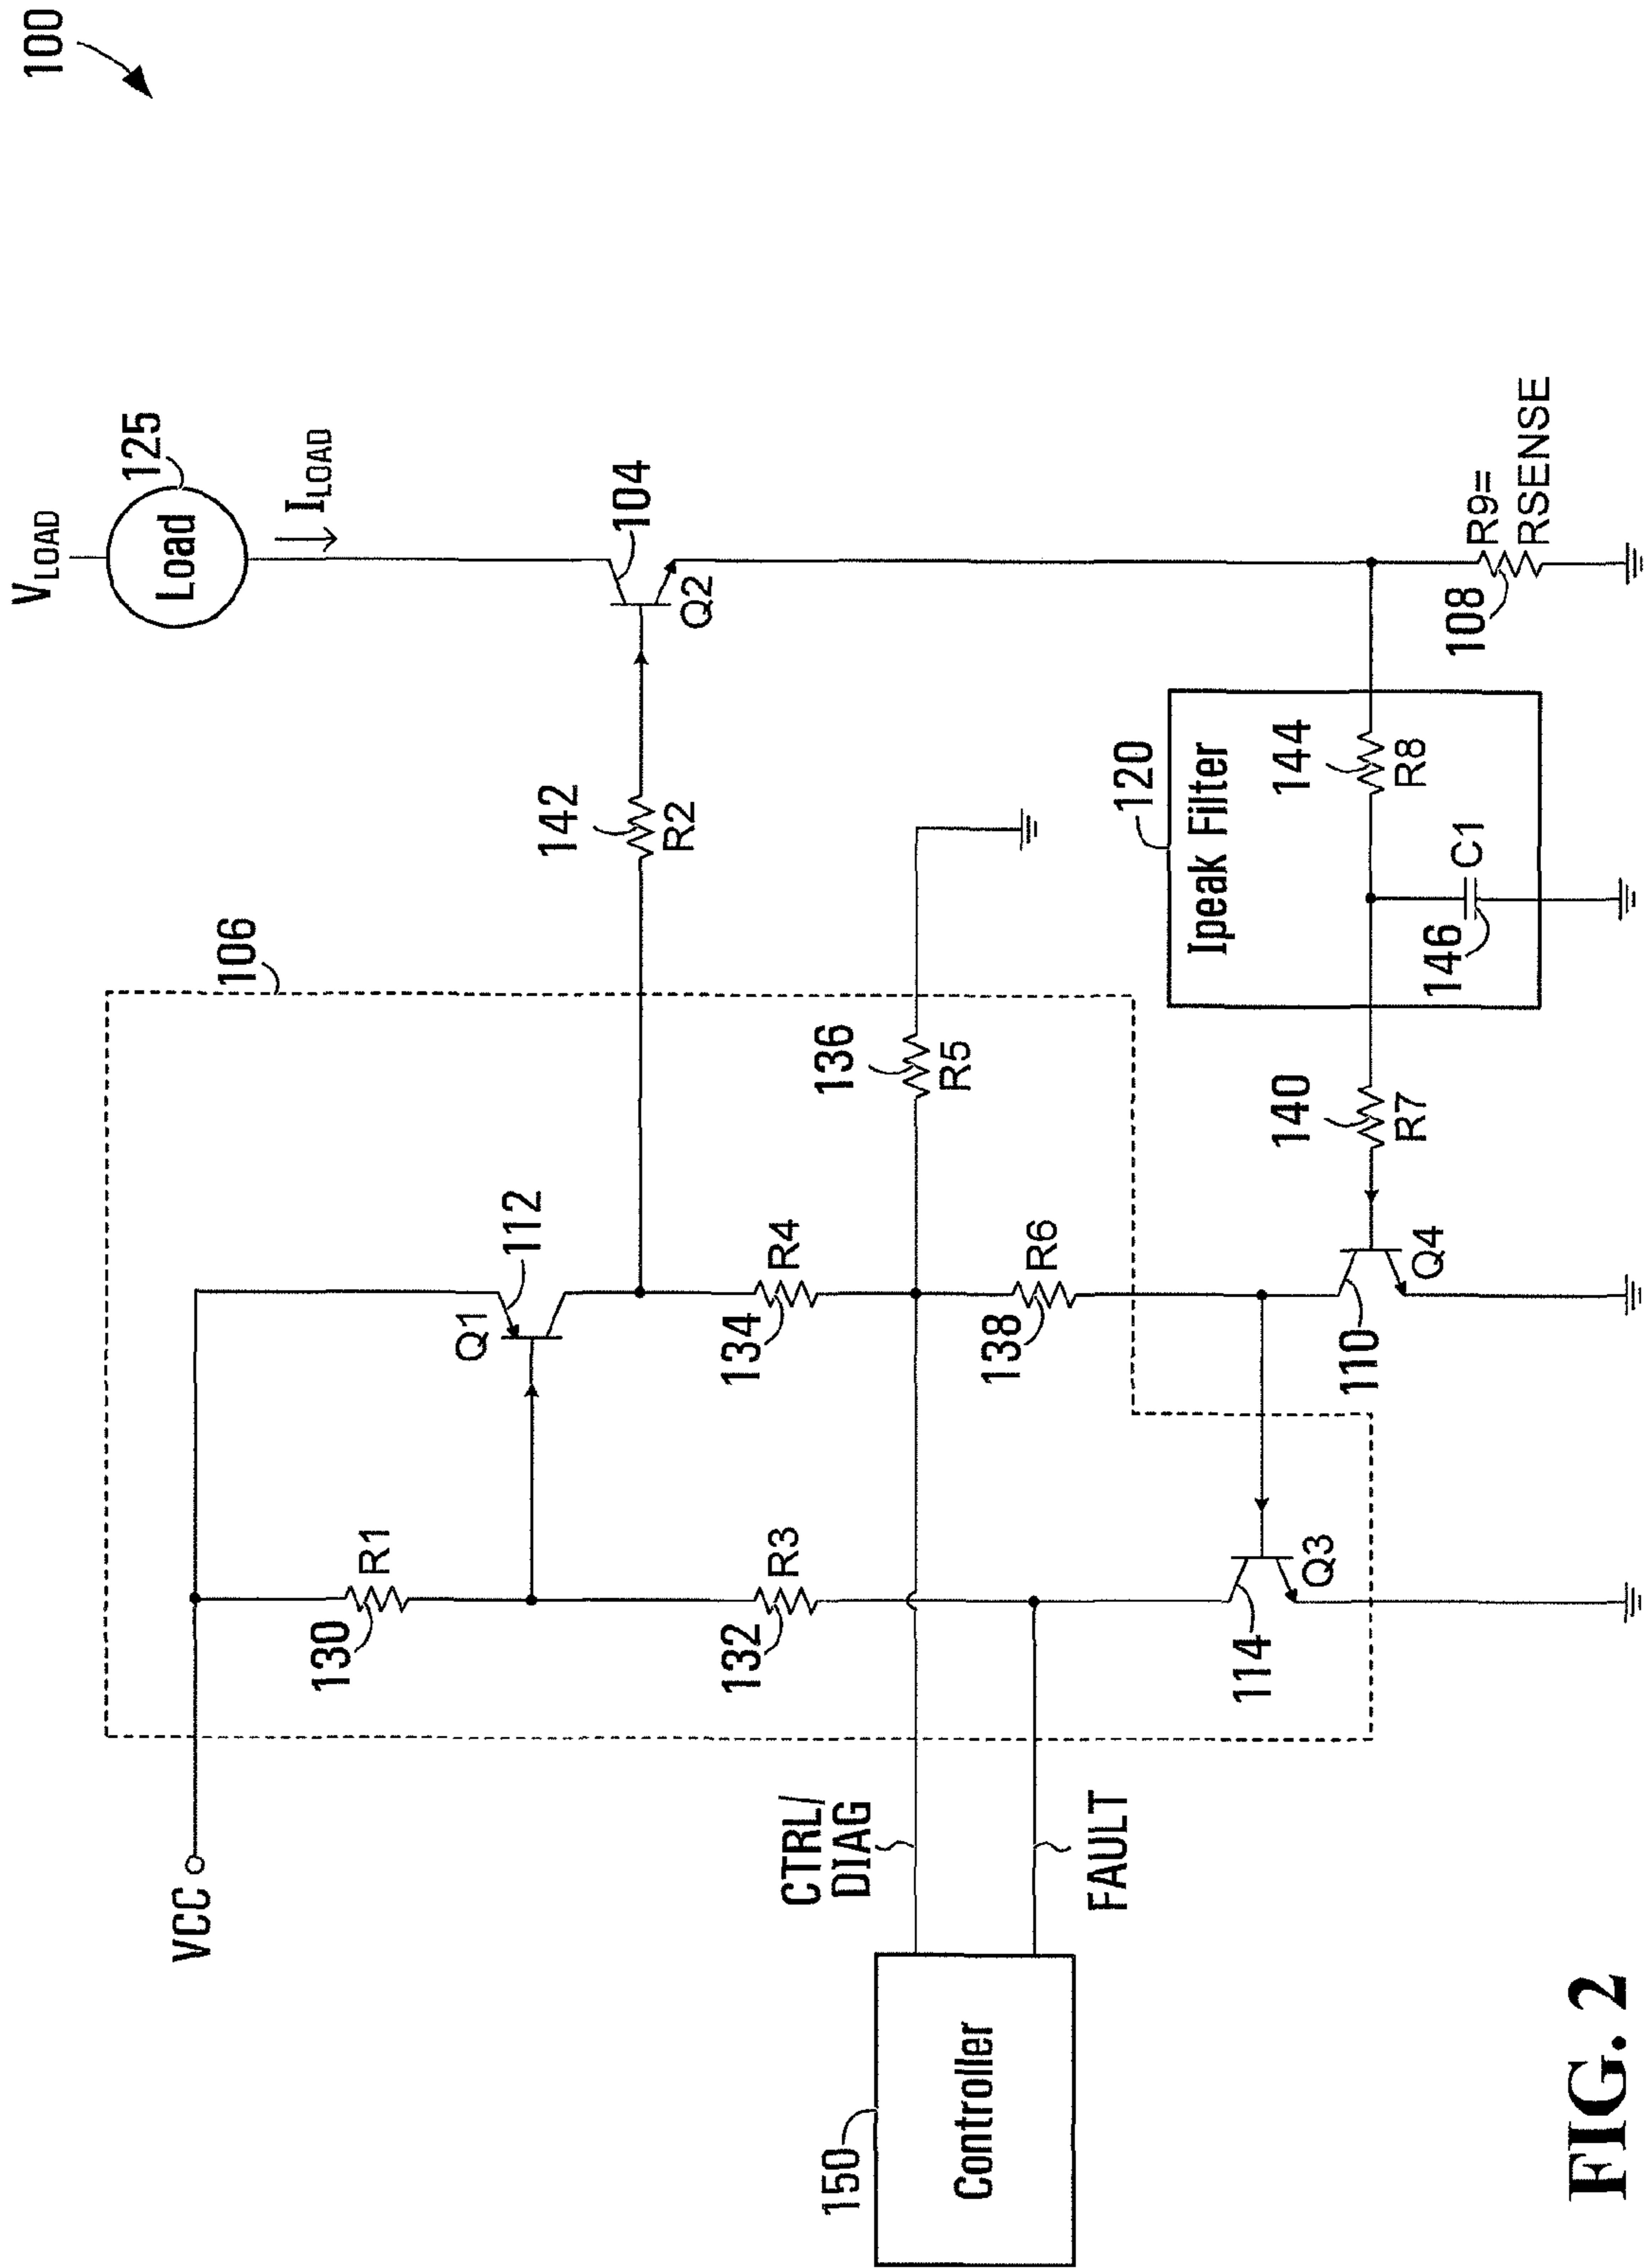 100
V_LOAD
125
Load
I_LOAD
104
Q2
142
R2
106
VCC
130
R1
Q1
112
132
R3
134
R4
136
R5
138
R6
CTRL/
DIAG
FAULT
150
Controller
114
Q3
110
Q4
140
R7
120
Ipeak Filter
144
R8
146
C1
108
R9=
RSENSE
FIG. 2